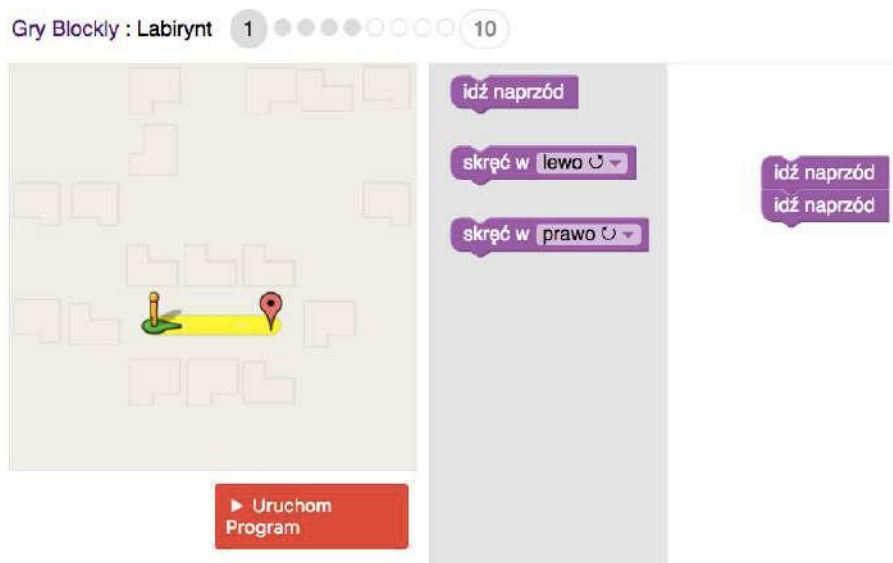 Gry Blockly : Labirynt 1 10
idź naprzód
skręć w lewo
skręć w prawo
idź naprzód
idź naprzód
Uruchom
Program